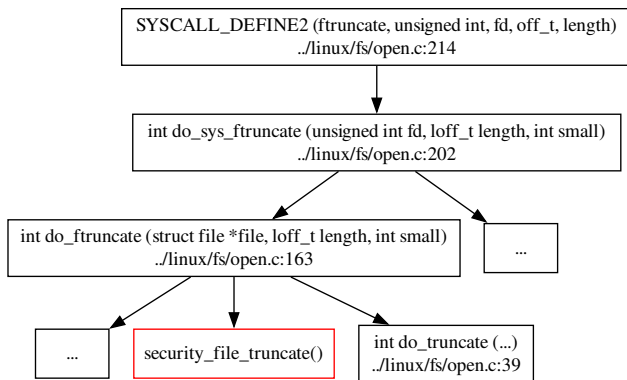 SYSCALL_DEFINE2 (ftruncate, unsigned int, fd, off_t, length)
../linux/fs/open.c:214
int do_sys_ftruncate (unsigned int fd, loff_t length, int small)
../linux/fs/open.c:202
int do_ftruncate (struct file *file, loff_t length, int small)
../linux/fs/open.c:163
...
...
security_file_truncate()
int do_truncate (...)
../linux/fs/open.c:39